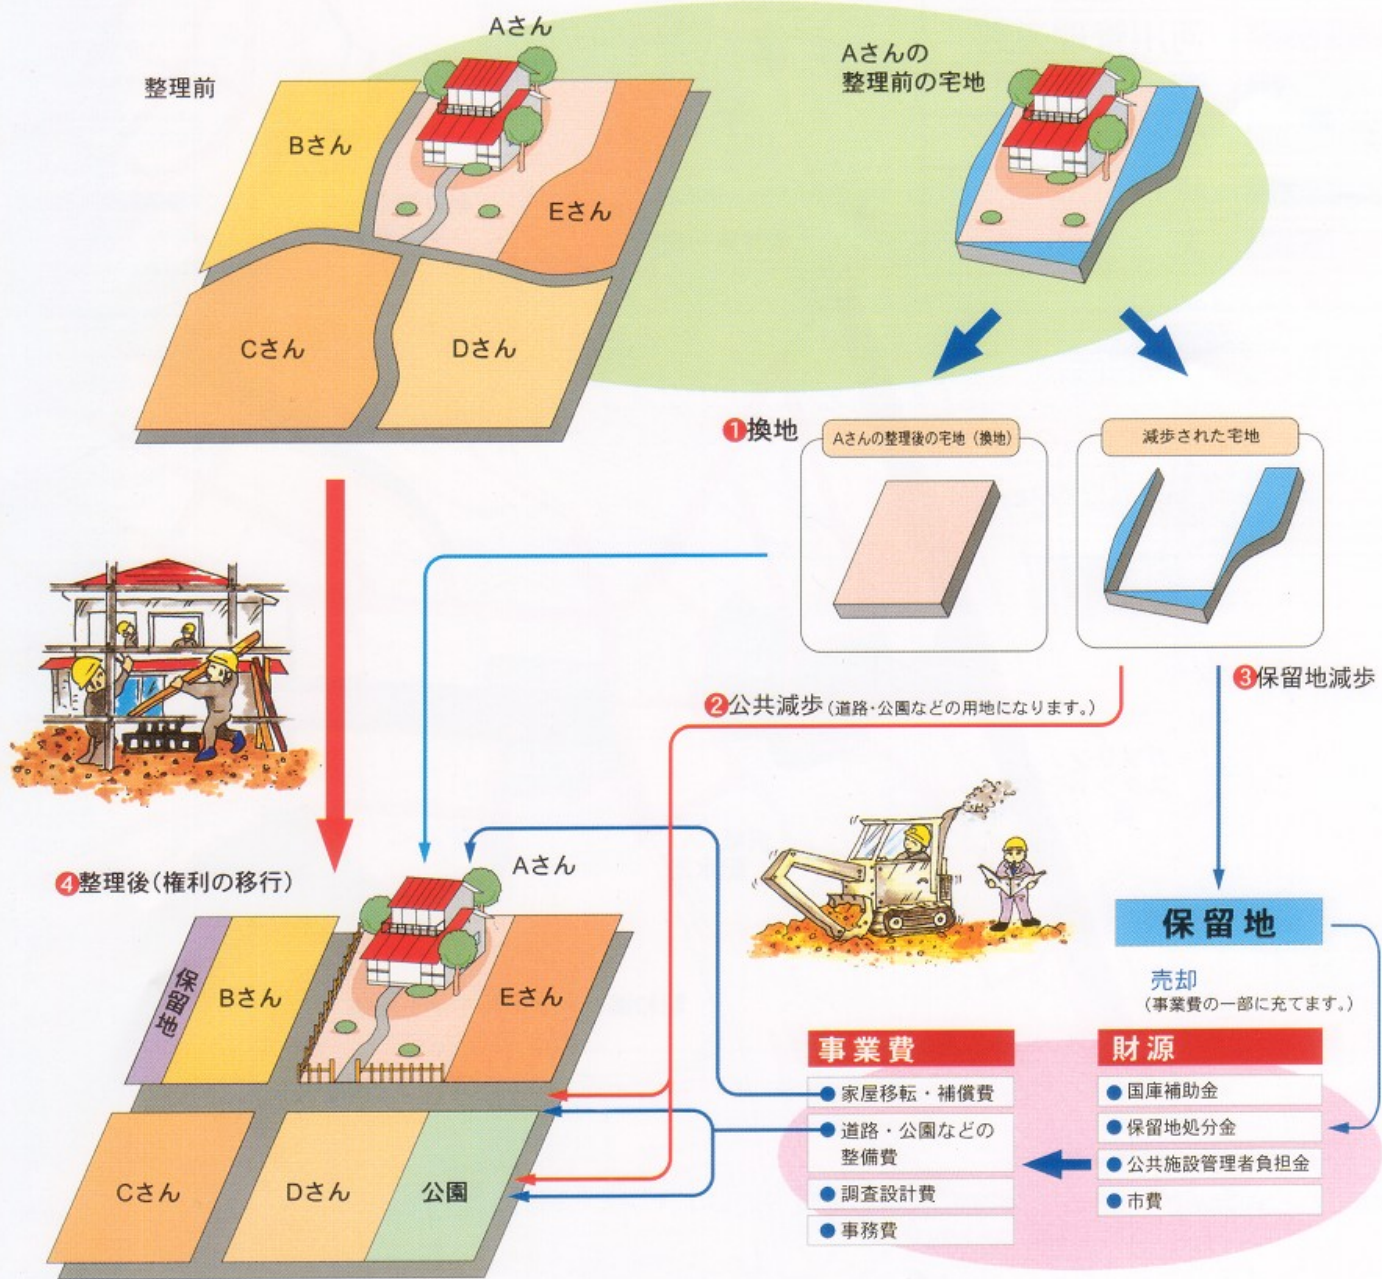 Aさん
整理前
Bさん
Eさん
Cさん
Dさん
Aさんの
整理前の宅地
❶換地
Aさんの整理後の宅地（換地）
減歩された宅地
❷公共減歩（道路・公園などの用地になります。）
❸保留地減歩
❹整理後（権利の移行）
Aさん
保留地
Bさん
Eさん
Cさん
Dさん
公園
保留地
売却
（事業費の一部に充てます。）
事業費
●家屋移転・補償費
●道路・公園などの
整備費
●調査設計費
●事務費
財源
●国庫補助金
●保留地処分金
●公共施設管理者負担金
●市費